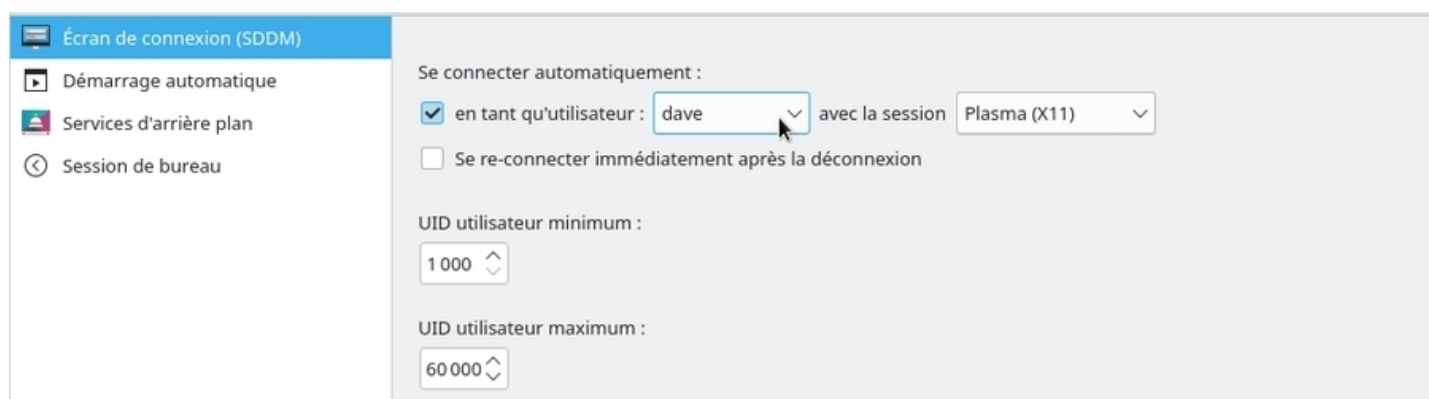 Écran de connexion (SDDM)
Démarrage automatique
Services d'arrière plan
Session de bureau
Se connecter automatiquement :
en tant qu'utilisateur : dave avec la session Plasma (X11)
Se re-connecter immédiatement après la déconnexion
UID utilisateur minimum :
1 000
UID utilisateur maximum :
60 000